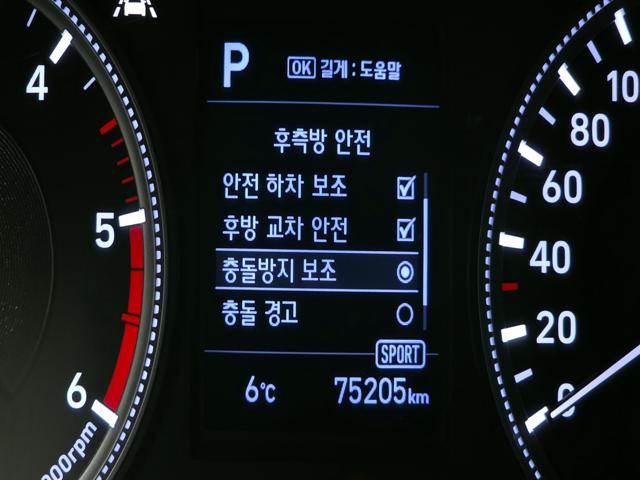 P
OK 길게 : 도움말
후측방 안전
안전 하차 보조
후방 교차 안전
충돌방지 보조
충돌 경고
SPORT
6℃ 75205km
4
5
6
000rpm
100
80
60
40
20
0